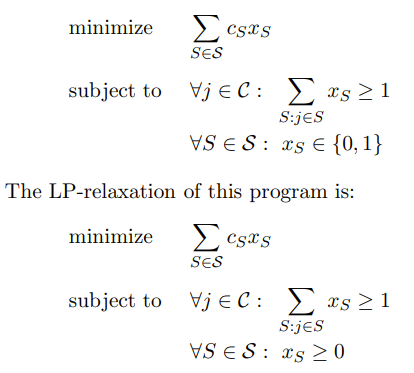 minimize ∑_{S∈𝒮} c_S x_S
subject to ∀j ∈ 𝒞 : ∑_{S:j∈S} x_S ≥ 1
∀S ∈ 𝒮 : x_S ∈ {0, 1}
The LP-relaxation of this program is:
minimize ∑_{S∈𝒮} c_S x_S
subject to ∀j ∈ 𝒞 : ∑_{S:j∈S} x_S ≥ 1
∀S ∈ 𝒮 : x_S ≥ 0